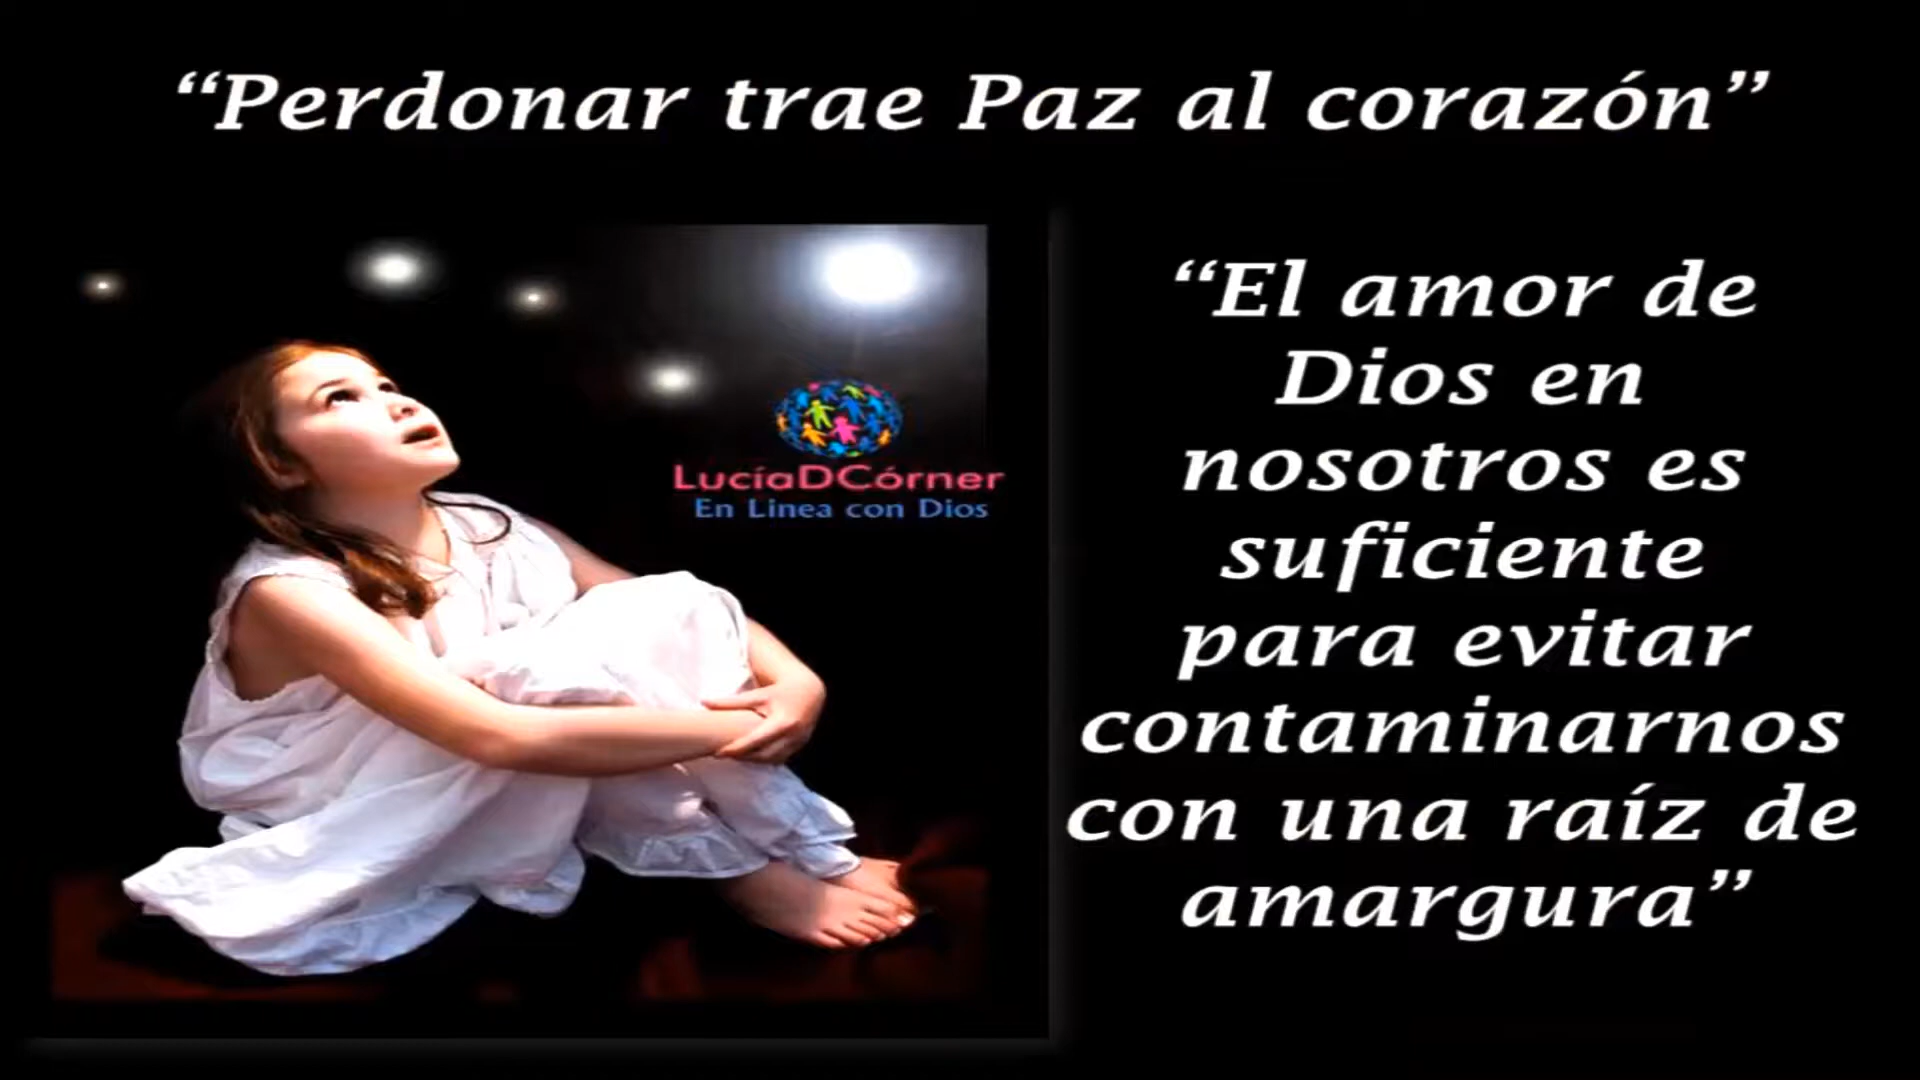 “Perdonar trae Paz al corazón”
LucíaDCórner
En Linea con Dios
“El amor de
Dios en
nosotros es
suficiente
para evitar
contaminarnos
con una raíz de
amargura”